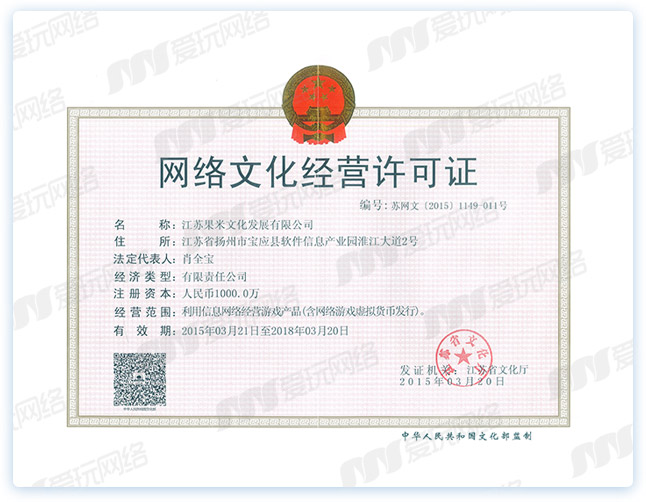 网络文化经营许可证
编号: 苏网文〔2015〕1149-011号
名 称: 江苏果米文化发展有限公司
住 所: 江苏省扬州市宝应县软件信息产业园淮江大道2号
法定代表人: 肖全宝
经济类型: 有限责任公司
注册资本: 人民币1000.0万
经营范围: 利用信息网络经营游戏产品(含网络游戏虚拟货币发行)。
有 效 期: 2015年03月21日至2018年03月20日
江苏省文化厅
发证机关: 江苏省文化厅
2015年03月20日
中华人民共和国文化部监制
爱玩网络